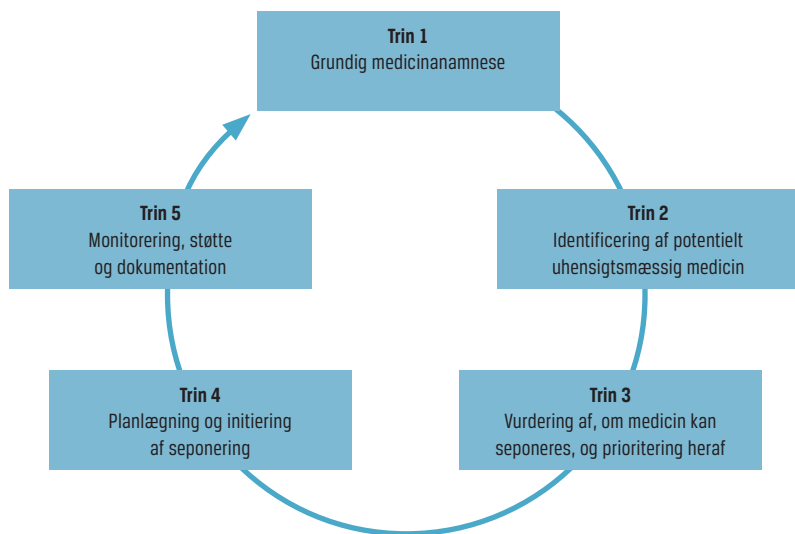 Trin 1
Grundig medicinanamnese
Trin 2
Identificering af potentielt
uhensigtsmæssig medicin
Trin 3
Vurdering af, om medicin kan
seponeres, og prioritering heraf
Trin 4
Planlægning og initiering
af seponering
Trin 5
Monitorering, støtte
og dokumentation